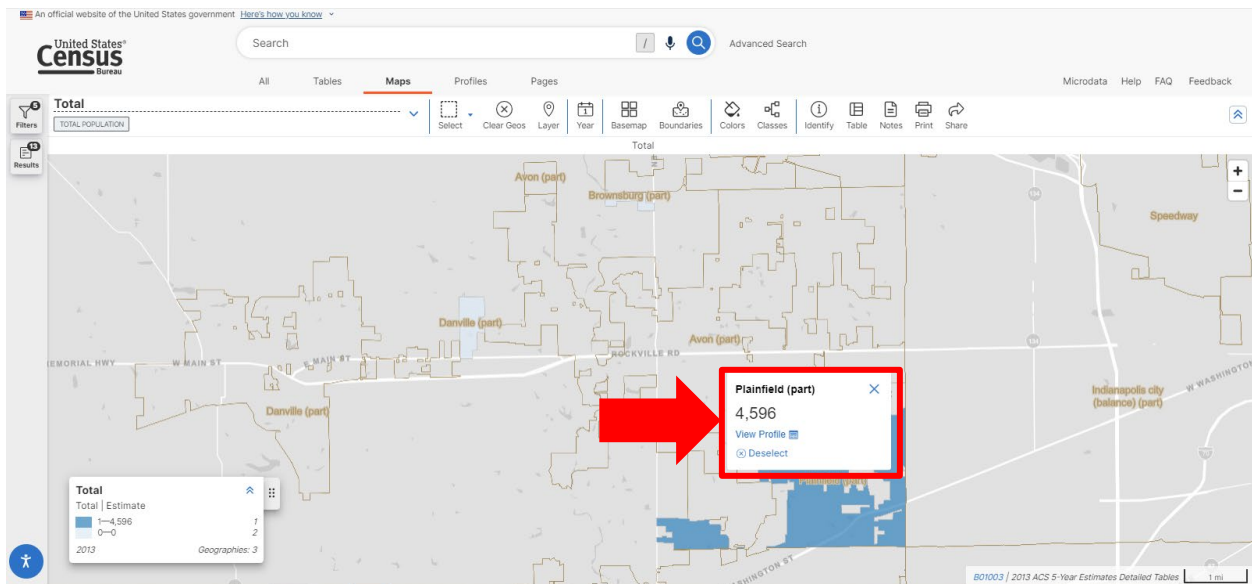 An official website of the United States government Here's how you know
United States®
Census
Bureau
Search
/
Advanced Search
All Tables Maps Profiles Pages
Microdata Help FAQ Feedback
5
Filters
Total
TOTAL POPULATION
Select Clear Geos Layer Year Basemap Boundaries Colors Classes Identify Table Notes Print Share
13
Results
Total
+
−
Avon (part)
Brownsburg (part)
134
Speedway
Danville (part)
Avon (part)
ROCKVILLE RD
134
EMORIAL HWY W MAIN ST E MAIN ST
W WASHINGTON
Indianapolis city
(balance) (part)
Danville (part)
Plainfield (part)
4,596
View Profile
Deselect
Total
Total | Estimate
1—4,596 1
0—0 2
2013 Geographies: 3
SHINGTON ST
B01003 | 2013 ACS 5-Year Estimates Detailed Tables
1 mi